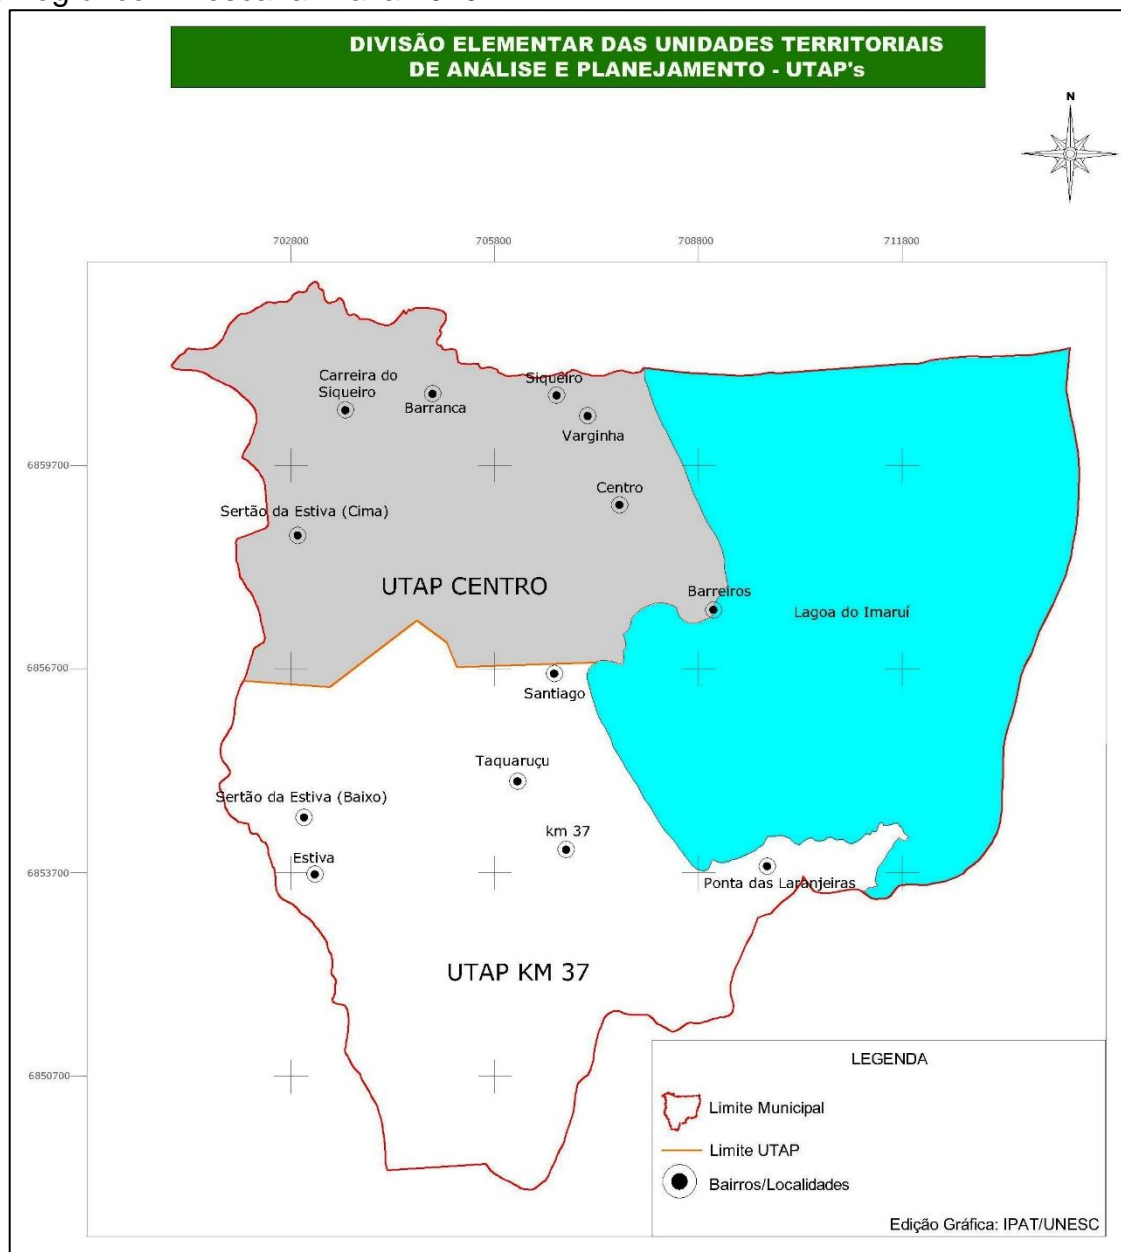 DIVISÃO ELEMENTAR DAS UNIDADES TERRITORIAIS
DE ANÁLISE E PLANEJAMENTO - UTAP's
N
702800
705800
708800
711800
Carreira do
Siqueiro
Barranca
Siqueiro
Varginha
6859700
Centro
Sertão da Estiva (Cima)
UTAP CENTRO
Barreiros
Lagoa do Imaruí
6856700
Santiago
Taquaruçu
Sertão da Estiva (Baixo)
km 37
Estiva
6853700
Ponta das Laranjeiras
UTAP KM 37
LEGENDA
6850700
Limite Municipal
Limite UTAP
Bairros/Localidades
Edição Gráfica: IPAT/UNESC